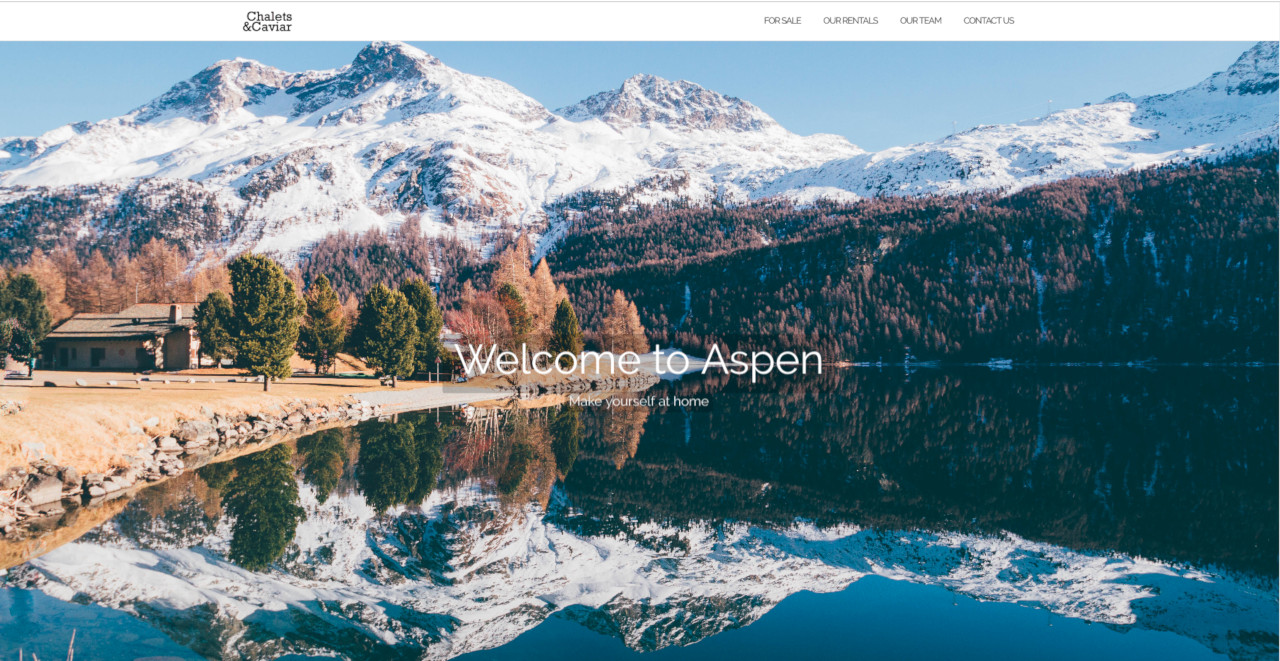 Chalets
&Caviar
FOR SALE OUR RENTALS OUR TEAM CONTACT US
Welcome to Aspen
Make yourself at home